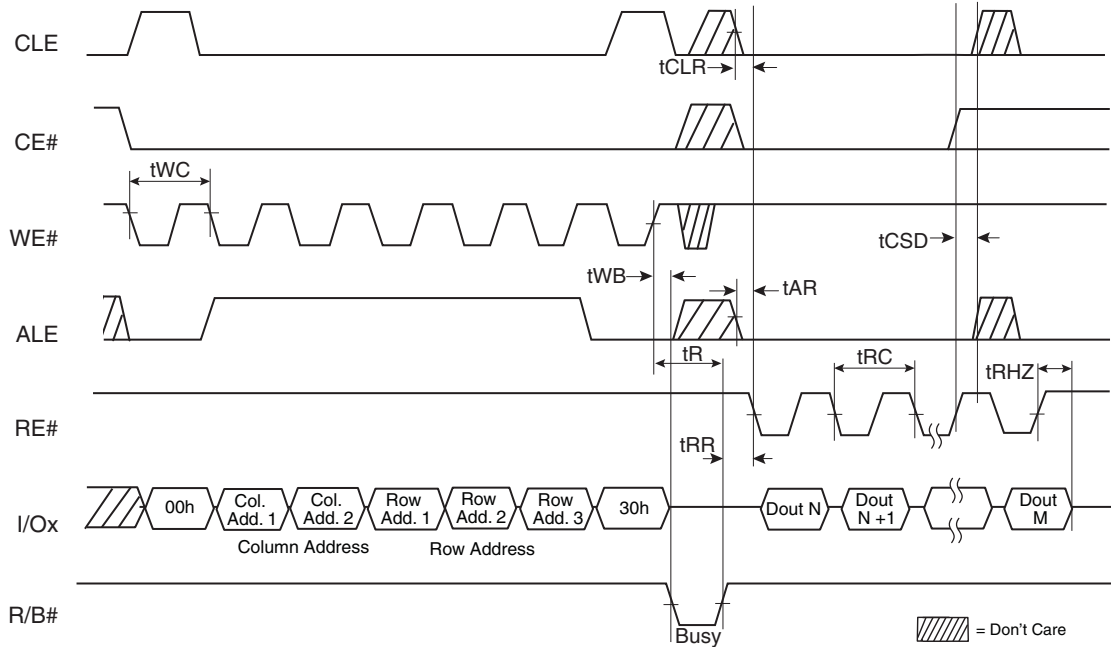 CLE
tCLR
CE#
tWC
WE#
tCSD
tWB
tAR
ALE
tR
tRC
tRHZ
RE#
tRR
I/Ox
00h
Col.
Add. 1
Col.
Add. 2
Row
Add. 1
Row
Add. 2
Row
Add. 3
30h
Dout N
Dout
N +1
Dout
M
Column Address
Row Address
R/B#
Busy
= Don't Care